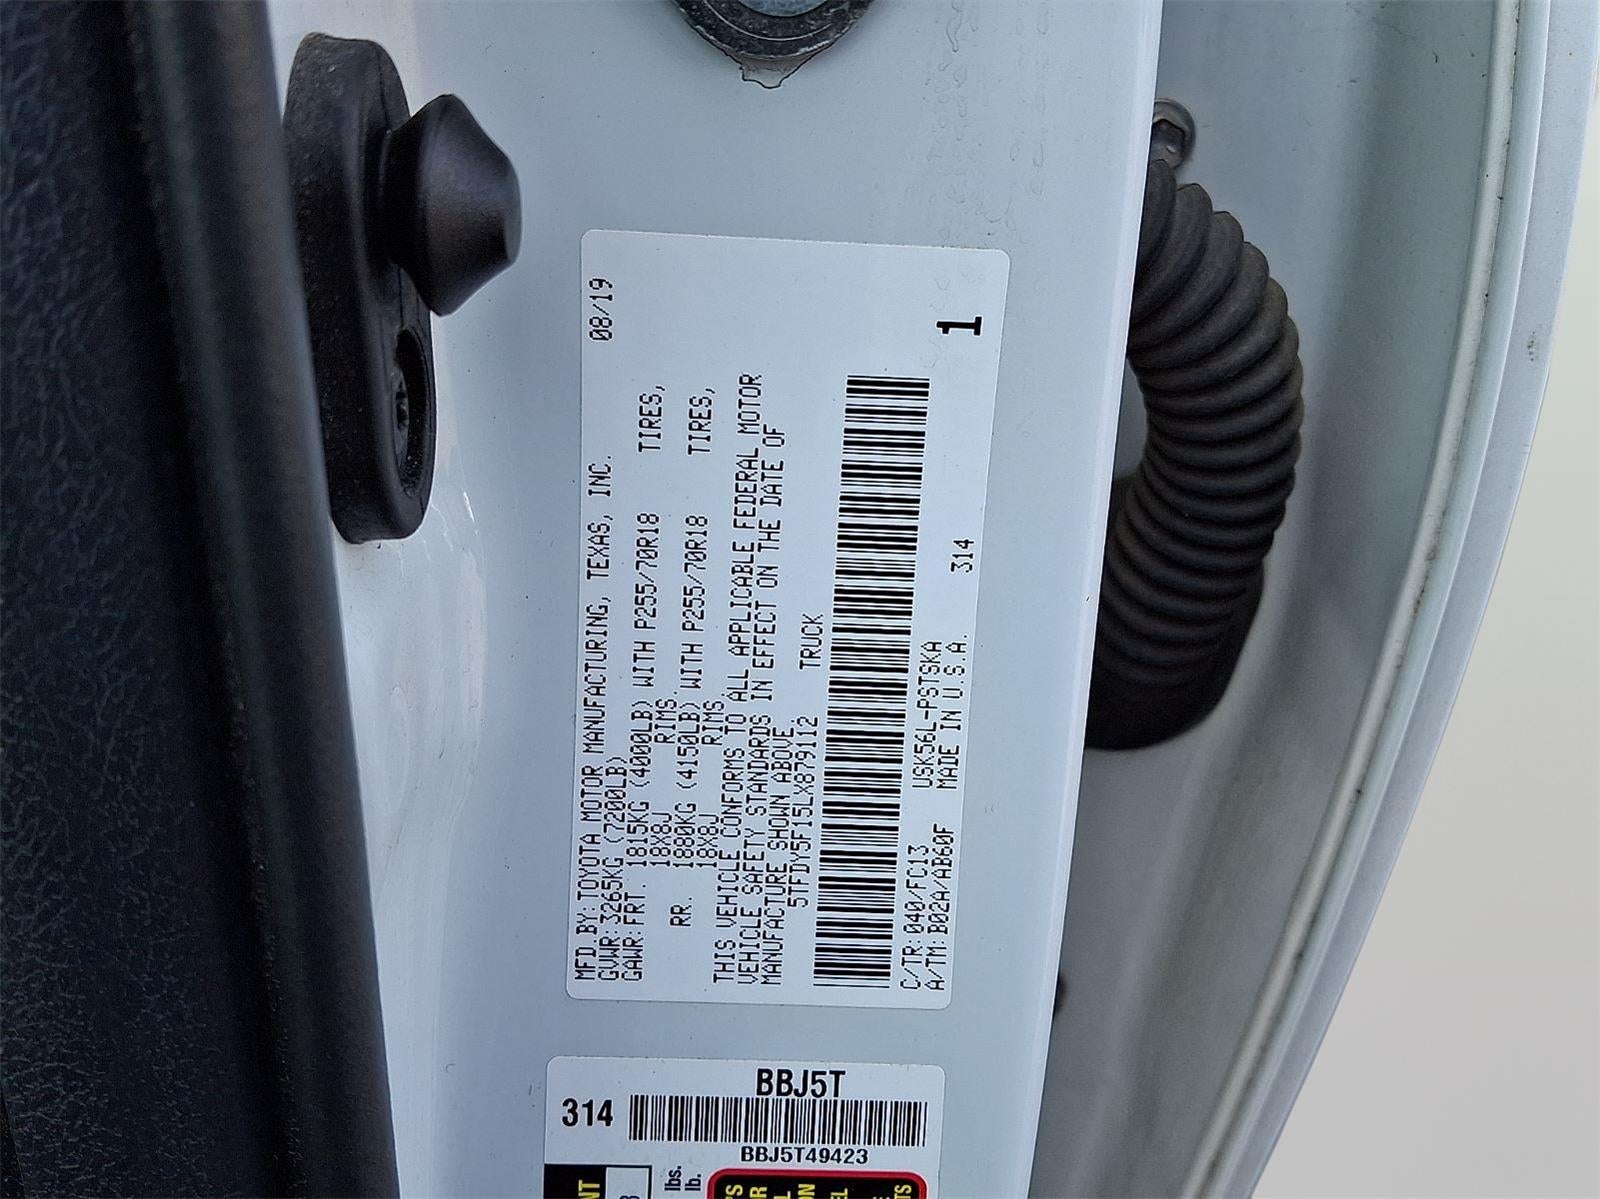 MFD BY: TOYOTA MOTOR MANUFACTURING, TEXAS, INC. 08/19
GVWR: 3265KG (7200LB)
GAWR: FRT. 1815KG (4000LB) WITH P255/70R18 TIRES,
18X8J RIMS.
RR. 1880KG (4150LB) WITH P255/70R18 TIRES,
18X8J RIMS
THIS VEHICLE CONFORMS TO ALL APPLICABLE FEDERAL MOTOR
VEHICLE SAFETY STANDARDS IN EFFECT ON THE DATE OF
MANUFACTURE SHOWN ABOVE.
5TFDY5F15LX879112 TRUCK
C/TR: 040/FC13 USK56L-PSTSKA 314
A/TM: B02A/AB60F MADE IN U.S.A.
1
BBJ5T
314
BBJ5T49423
lbs.
lb.